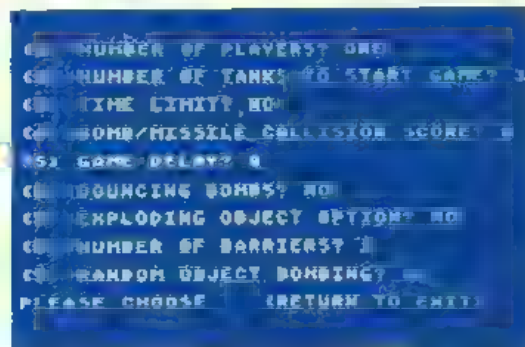 NUMBER OF PLAYERS? ONE
NUMBER OF TANKS TO START GAME?
TIME LIMIT? NO
BOMB/MISSILE COLLISION SCORE?
(5) GAME DELAY?
BOUNCING BOMBS? NO
EXPLODING OBJECT OPTION? NO
NUMBER OF BARRIERS?
RANDOM OBJECT BOMBING?
PLEASE CHOOSE (RETURN TO EXIT)